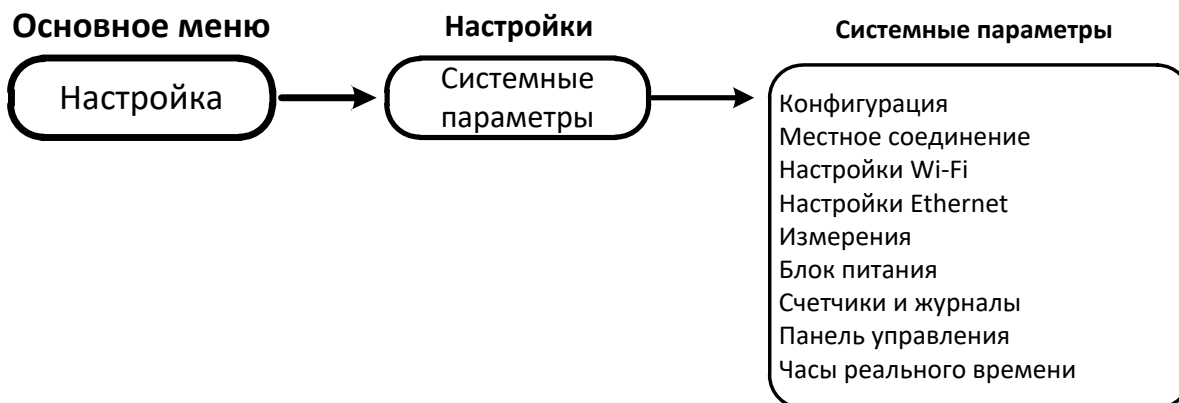 Основное меню
Настройка
Настройки
Системные
параметры
Системные параметры
Конфигурация
Местное соединение
Настройки Wi-Fi
Настройки Ethernet
Измерения
Блок питания
Счетчики и журналы
Панель управления
Часы реального времени